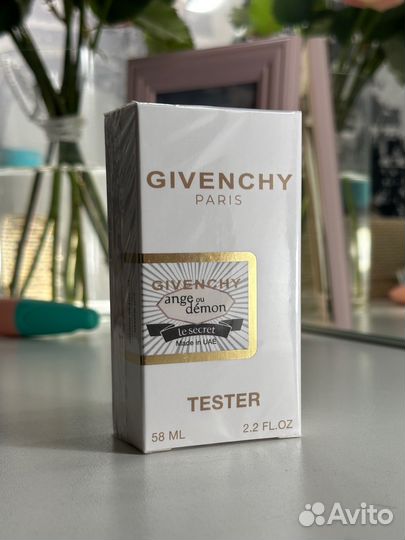 GIVENCHY
PARIS
GIVENCHY
ange ou
démon
le secret
Made in UAE
TESTER
58 ML 2.2 FL.OZ
Avito